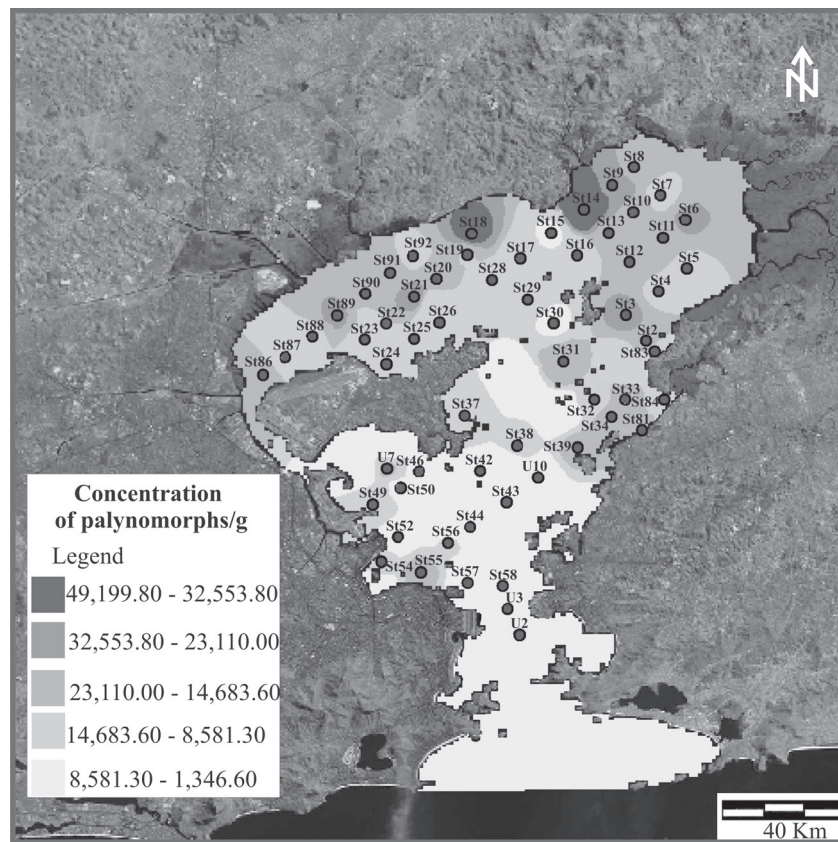 N
St8
St9
St7
St14
St10
St6
St18
St15
St13
St11
St92
St19
St17
St16
St12
St5
St91
St20
St28
St4
St90
St21
St29
St89
St22
St26
St30
St3
St88
St23
St25
St2
St87
St24
St31
St83
St86
St37
St32
St33
St84
St34
St81
St38
St39
U7
St46
St42
U10
St50
St49
St43
St52
St44
St56
St54
St55
St57
St58
U3
U2
Concentration
of palynomorphs/g
Legend
49,199.80 - 32,553.80
32,553.80 - 23,110.00
23,110.00 - 14,683.60
14,683.60 - 8,581.30
8,581.30 - 1,346.60
40 Km